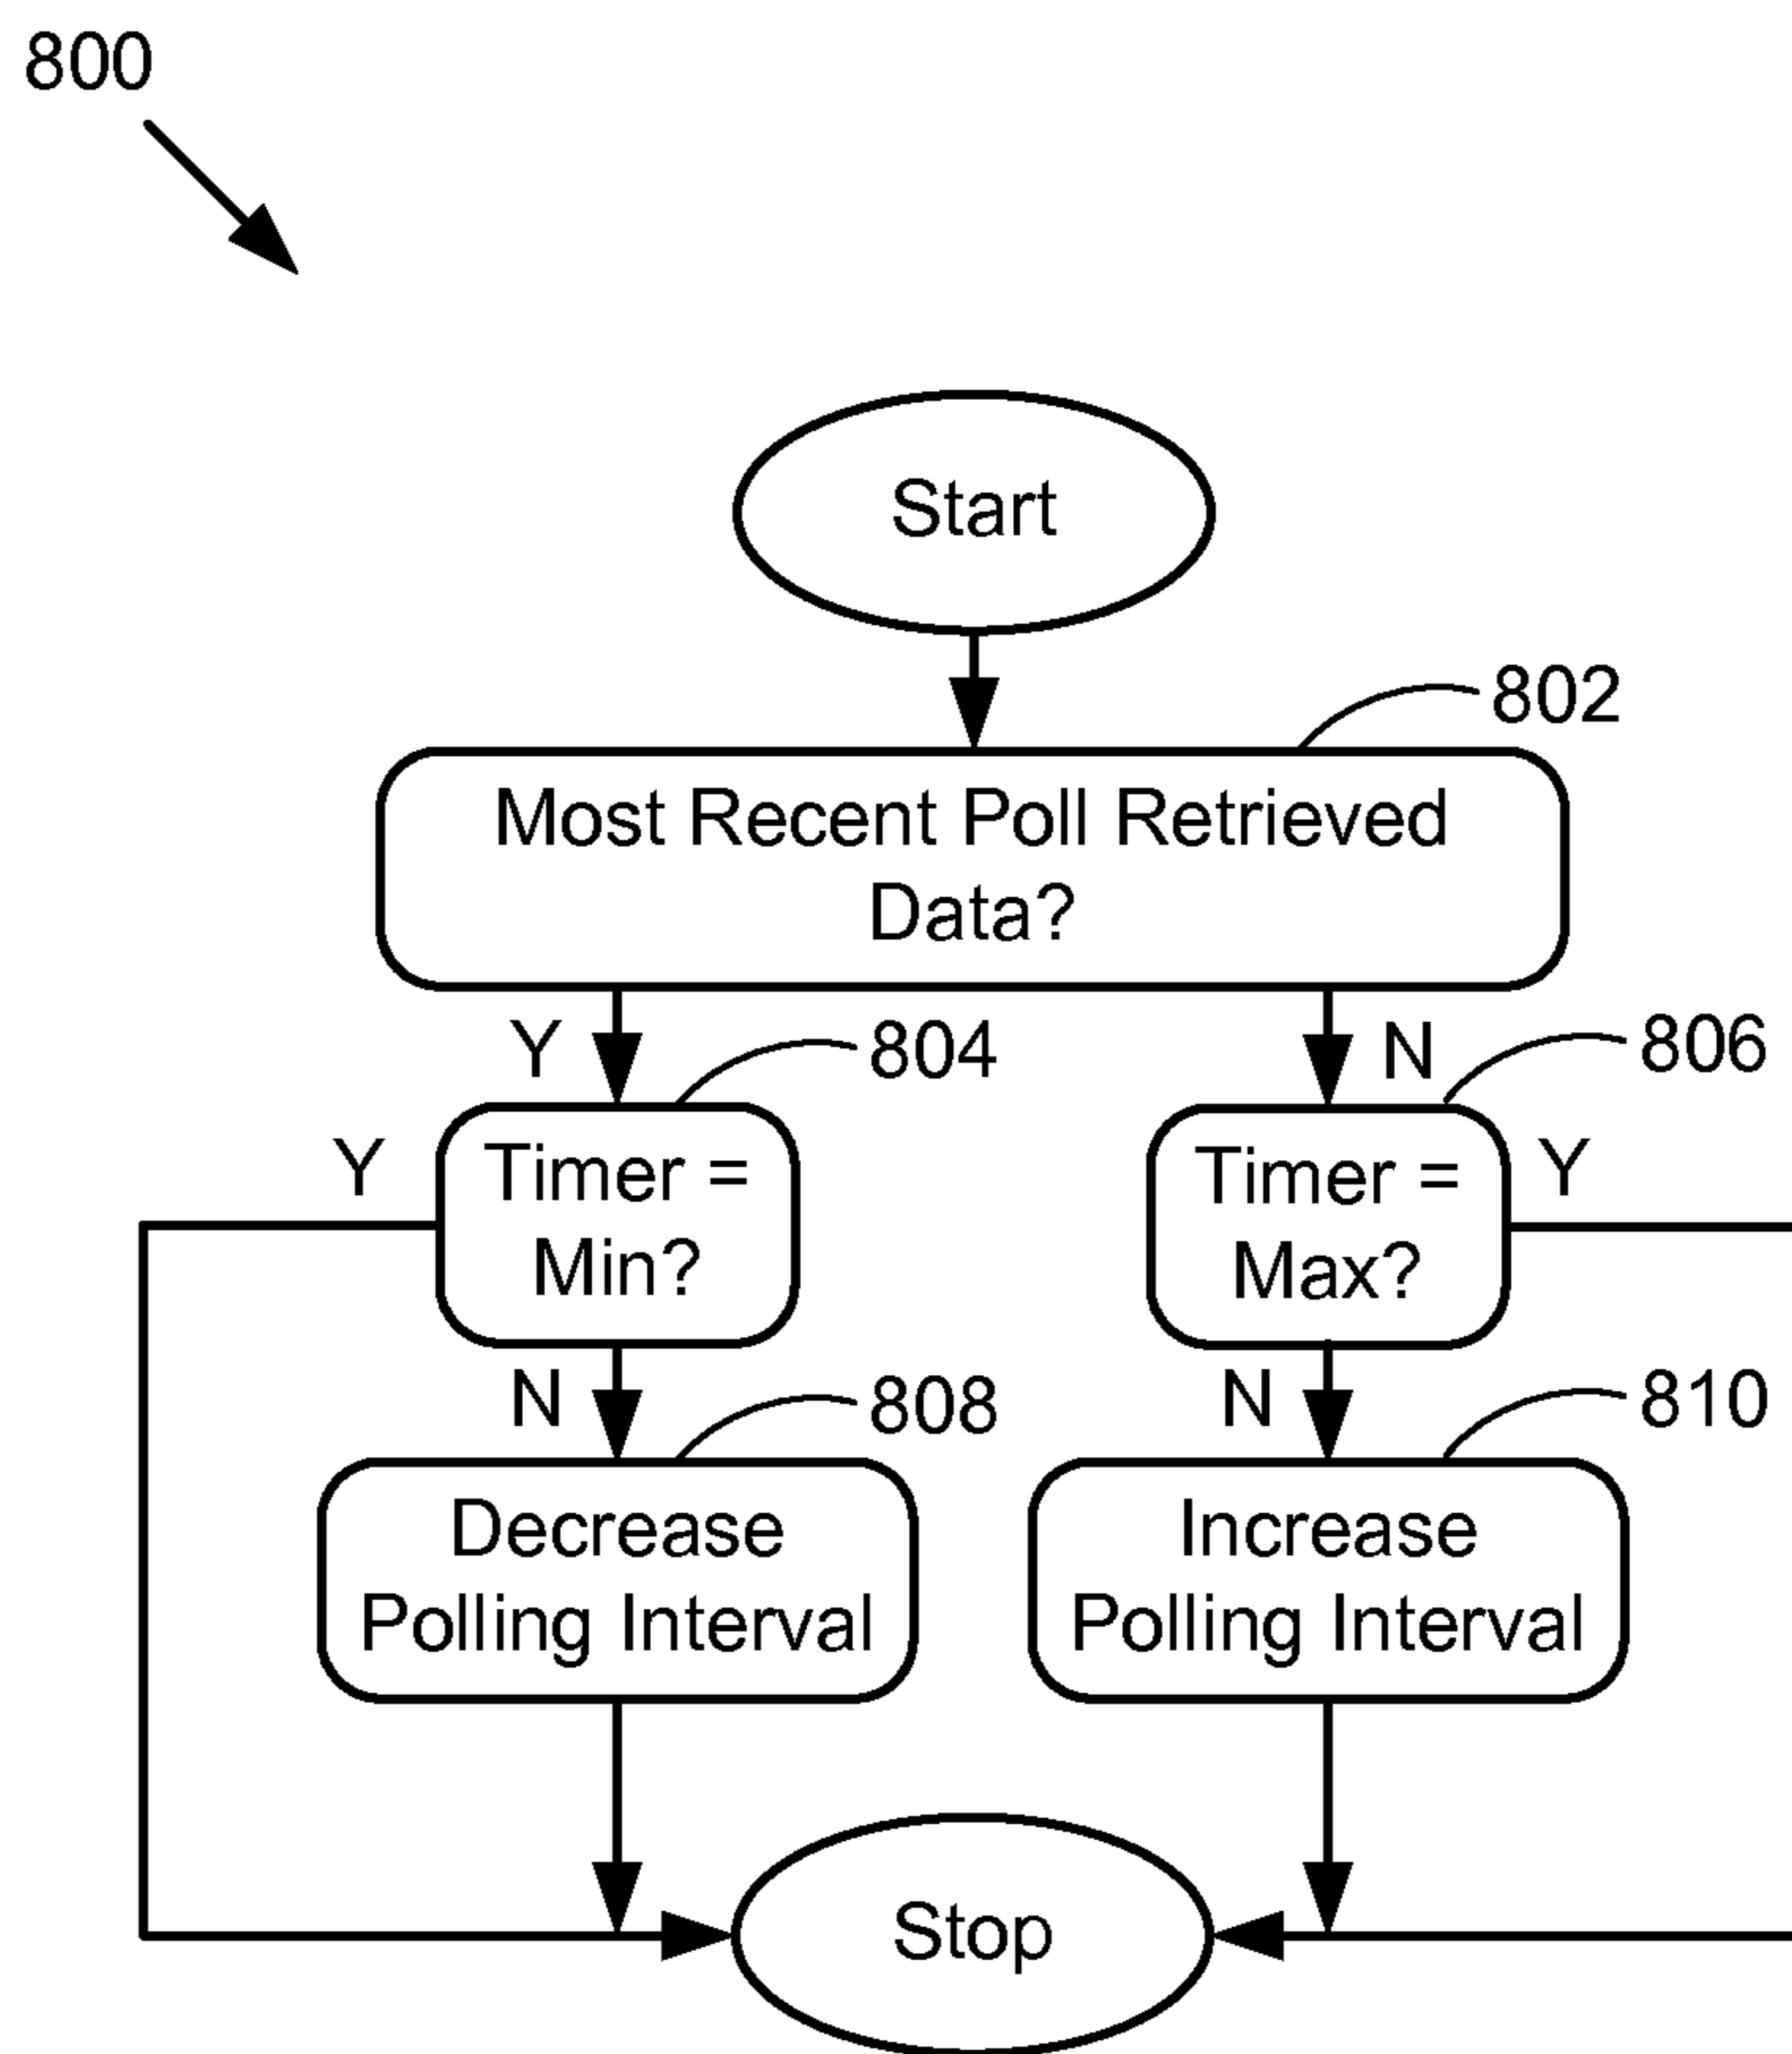 800
Start
802
Most Recent Poll Retrieved
Data?
Y
804
N
806
Y
Timer =
Min?
Timer =
Max?
Y
N
808
N
810
Decrease
Polling Interval
Increase
Polling Interval
Stop